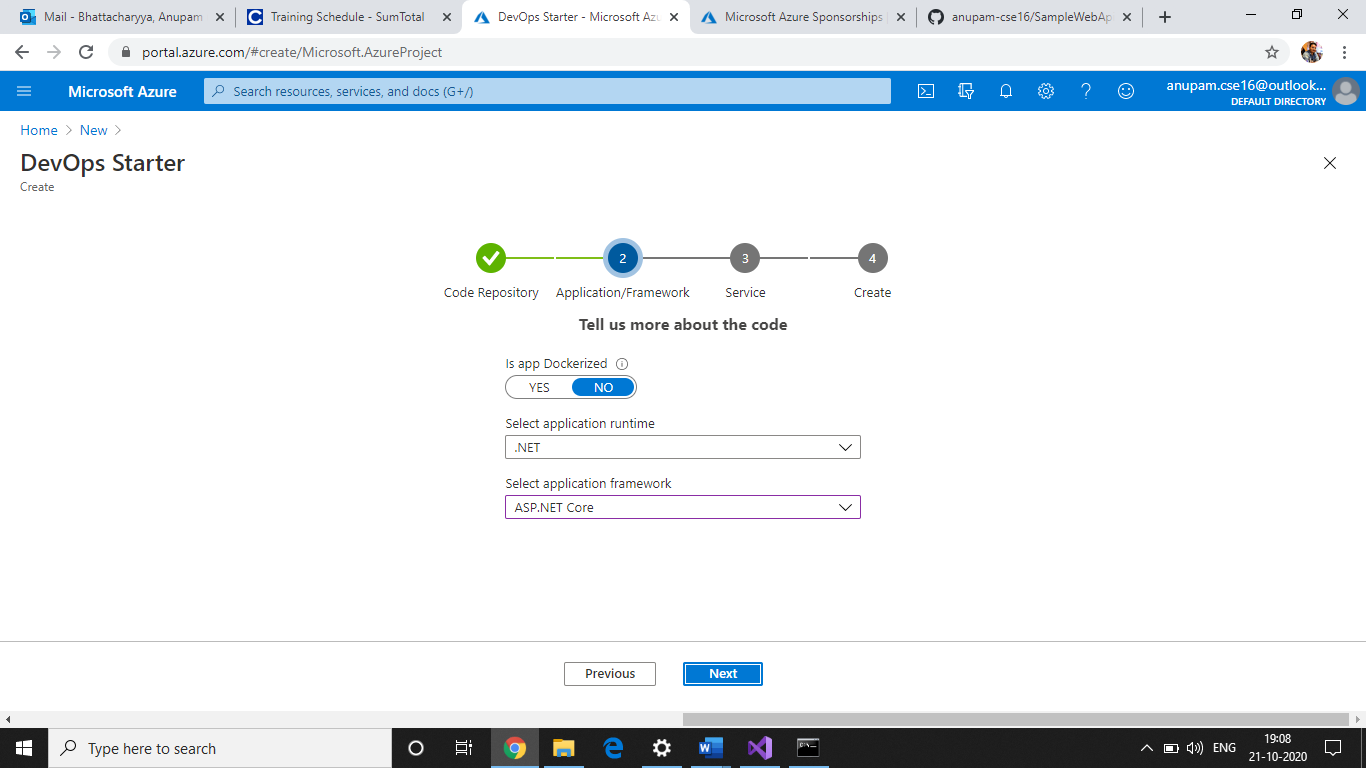 Mail - Bhattacharyya, Anupam
Training Schedule - SumTotal
DevOps Starter - Microsoft Azu
Microsoft Azure Sponsorships
anupam-cse16/SampleWebAp
portal.azure.com/#create/Microsoft.AzureProject
Microsoft Azure
Search resources, services, and docs (G+/)
anupam.cse16@outlook...
DEFAULT DIRECTORY
Home > New >
DevOps Starter
Create
2
3
4
Code Repository
Application/Framework
Service
Create
Tell us more about the code
Is app Dockerized
YES NO
Select application runtime
.NET
Select application framework
ASP.NET Core
Previous
Next
Type here to search
ENG
19:08
21-10-2020